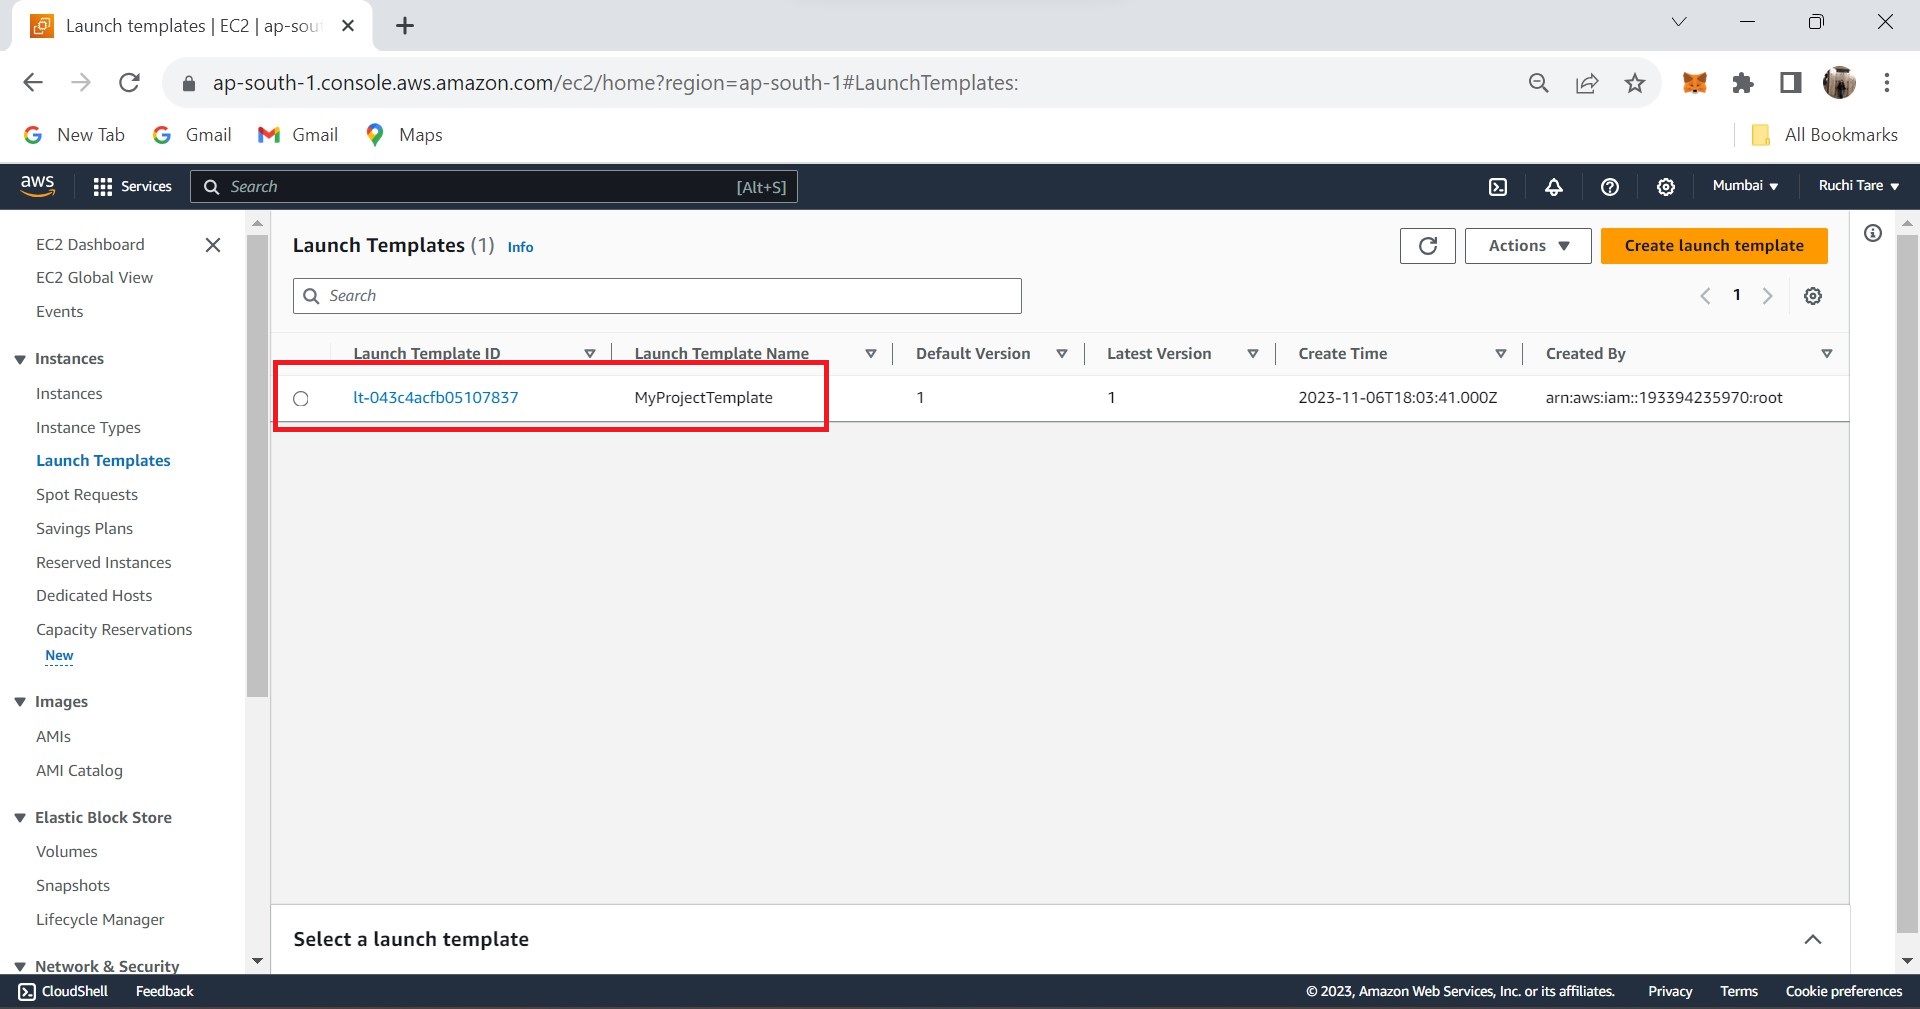 Launch templates | EC2 | ap-sou
ap-south-1.console.aws.amazon.com/ec2/home?region=ap-south-1#LaunchTemplates:
New Tab Gmail Gmail Maps All Bookmarks
aws Services Search [Alt+S] Mumbai Ruchi Tare
EC2 Dashboard
EC2 Global View
Events
Instances
Instances
Instance Types
Launch Templates
Spot Requests
Savings Plans
Reserved Instances
Dedicated Hosts
Capacity Reservations
New
Images
AMIs
AMI Catalog
Elastic Block Store
Volumes
Snapshots
Lifecycle Manager
Network & Security
Launch Templates (1) Info
Actions Create launch template
Search
1
Launch Template ID Launch Template Name Default Version Latest Version Create Time Created By
lt-043c4acfb05107837 MyProjectTemplate 1 1 2023-11-06T18:03:41.000Z arn:aws:iam::193394235970:root
Select a launch template
CloudShell Feedback © 2023, Amazon Web Services, Inc. or its affiliates. Privacy Terms Cookie preferences